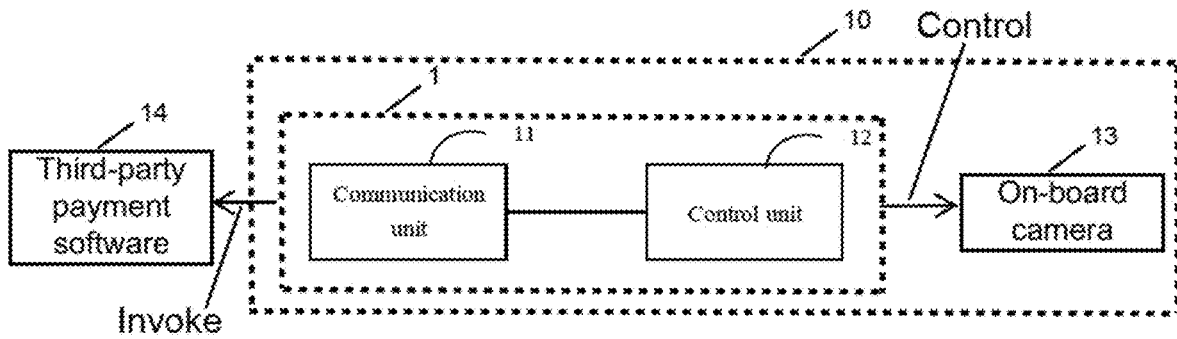 10
Control
1
14
11
12
13
Third-party
payment
software
Communication
unit
Control unit
On-board
camera
Invoke